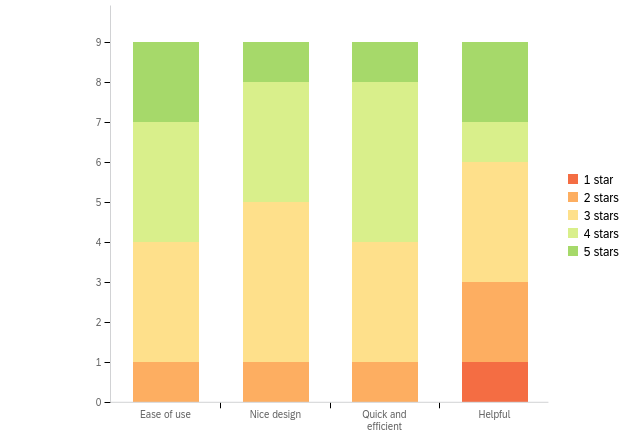 9
8
7
6
5
4
3
2
1
0
Ease of use
Nice design
Quick and
efficient
Helpful
1 star
2 stars
3 stars
4 stars
5 stars